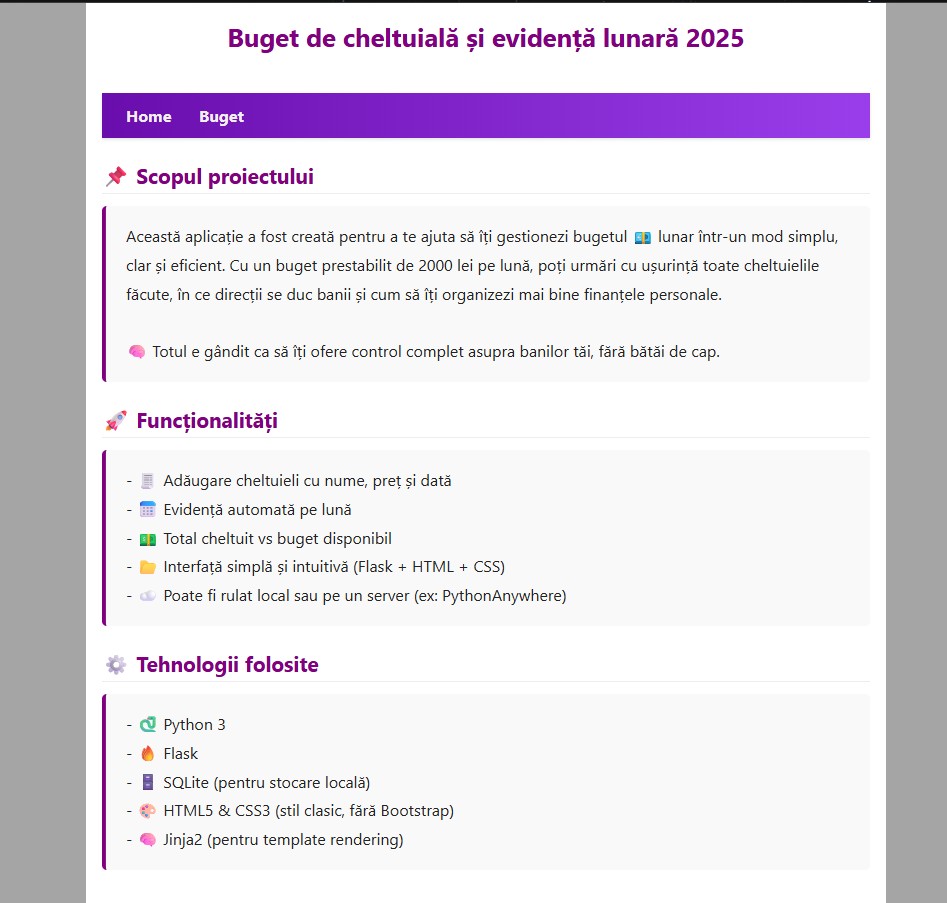 Buget de cheltuială și evidență lunară 2025
Home Buget
📌 Scopul proiectului
Această aplicație a fost creată pentru a te ajuta să îți gestionezi bugetul 💶 lunar într-un mod simplu,
clar și eficient. Cu un buget prestabilit de 2000 lei pe lună, poți urmări cu ușurință toate cheltuielile
făcute, în ce direcții se duc banii și cum să îți organizezi mai bine finanțele personale.
🧠 Totul e gândit ca să îți ofere control complet asupra banilor tăi, fără bătăi de cap.
🚀 Funcționalități
- 🧾 Adăugare cheltuieli cu nume, preț și dată
- 📅 Evidență automată pe lună
- 💵 Total cheltuit vs buget disponibil
- 📁 Interfață simplă și intuitivă (Flask + HTML + CSS)
- ☁️ Poate fi rulat local sau pe un server (ex: PythonAnywhere)
⚙️ Tehnologii folosite
- 🐍 Python 3
- 🔥 Flask
- 🗄️ SQLite (pentru stocare locală)
- 🎨 HTML5 & CSS3 (stil clasic, fără Bootstrap)
- 🧠 Jinja2 (pentru template rendering)